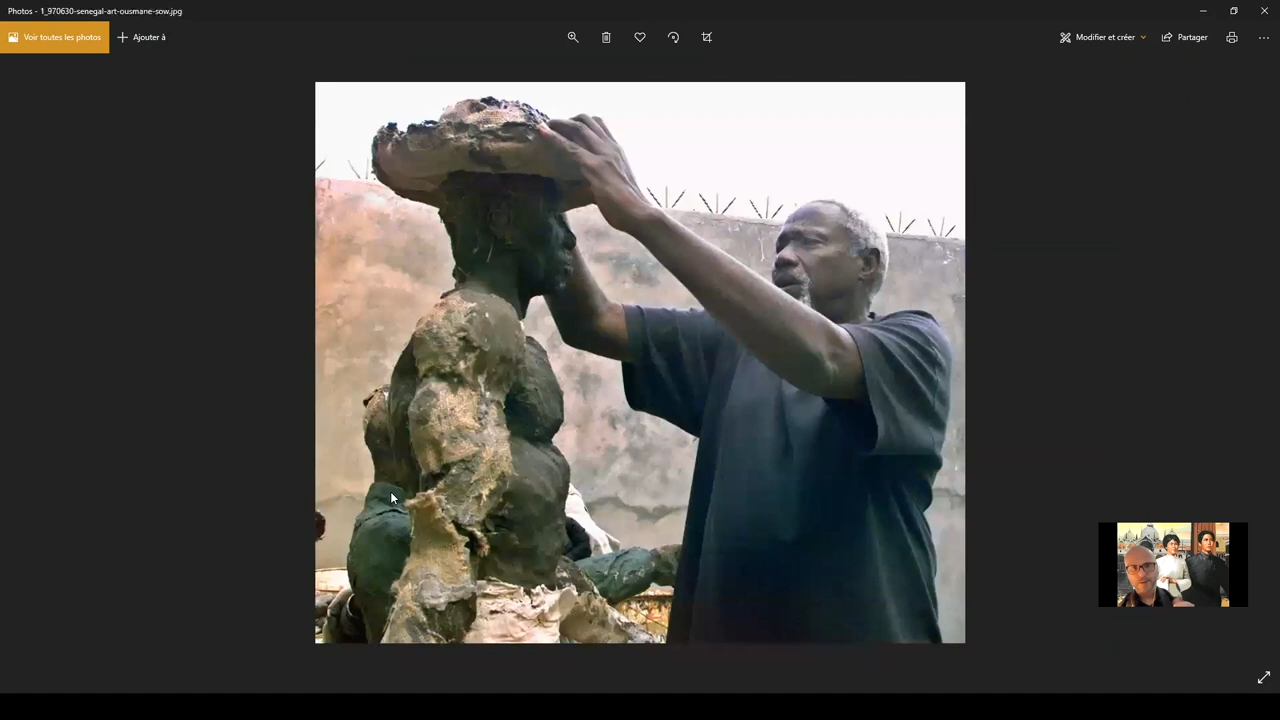 Photos - 1_970630-senegal-art-ousmane-sow.jpg
Voir toutes les photos
Ajouter à
Modifier et créer
Partager